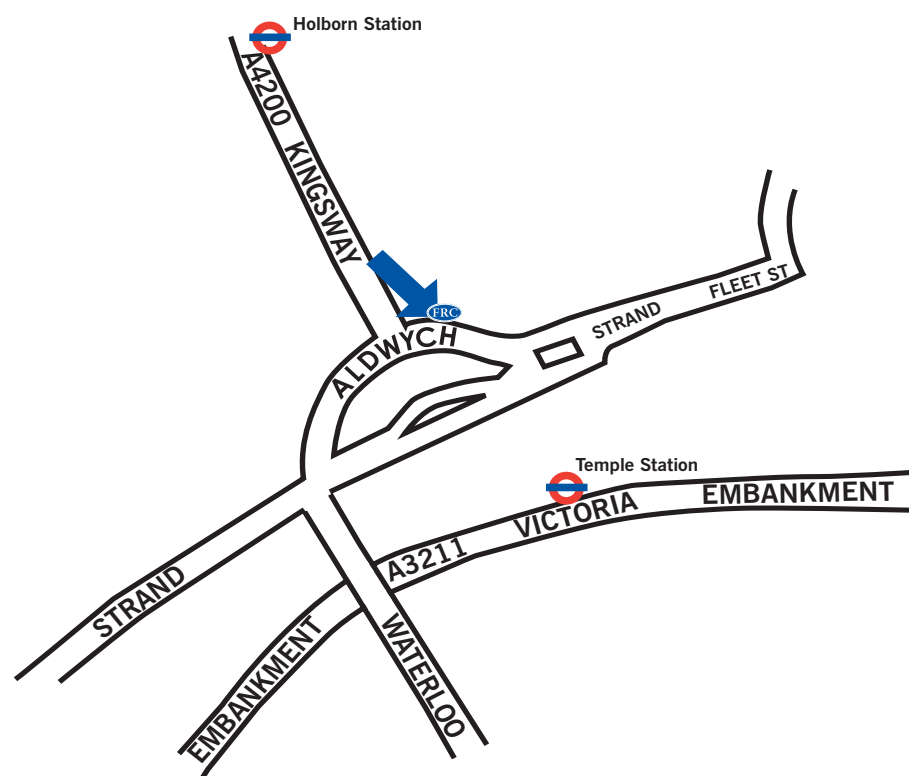 Holborn Station
A4200 KINGSWAY
FRC
ALDWYCH
STRAND
FLEET ST
Temple Station
VICTORIA
EMBANKMENT
A3211
STRAND
EMBANKMENT
WATERLOO